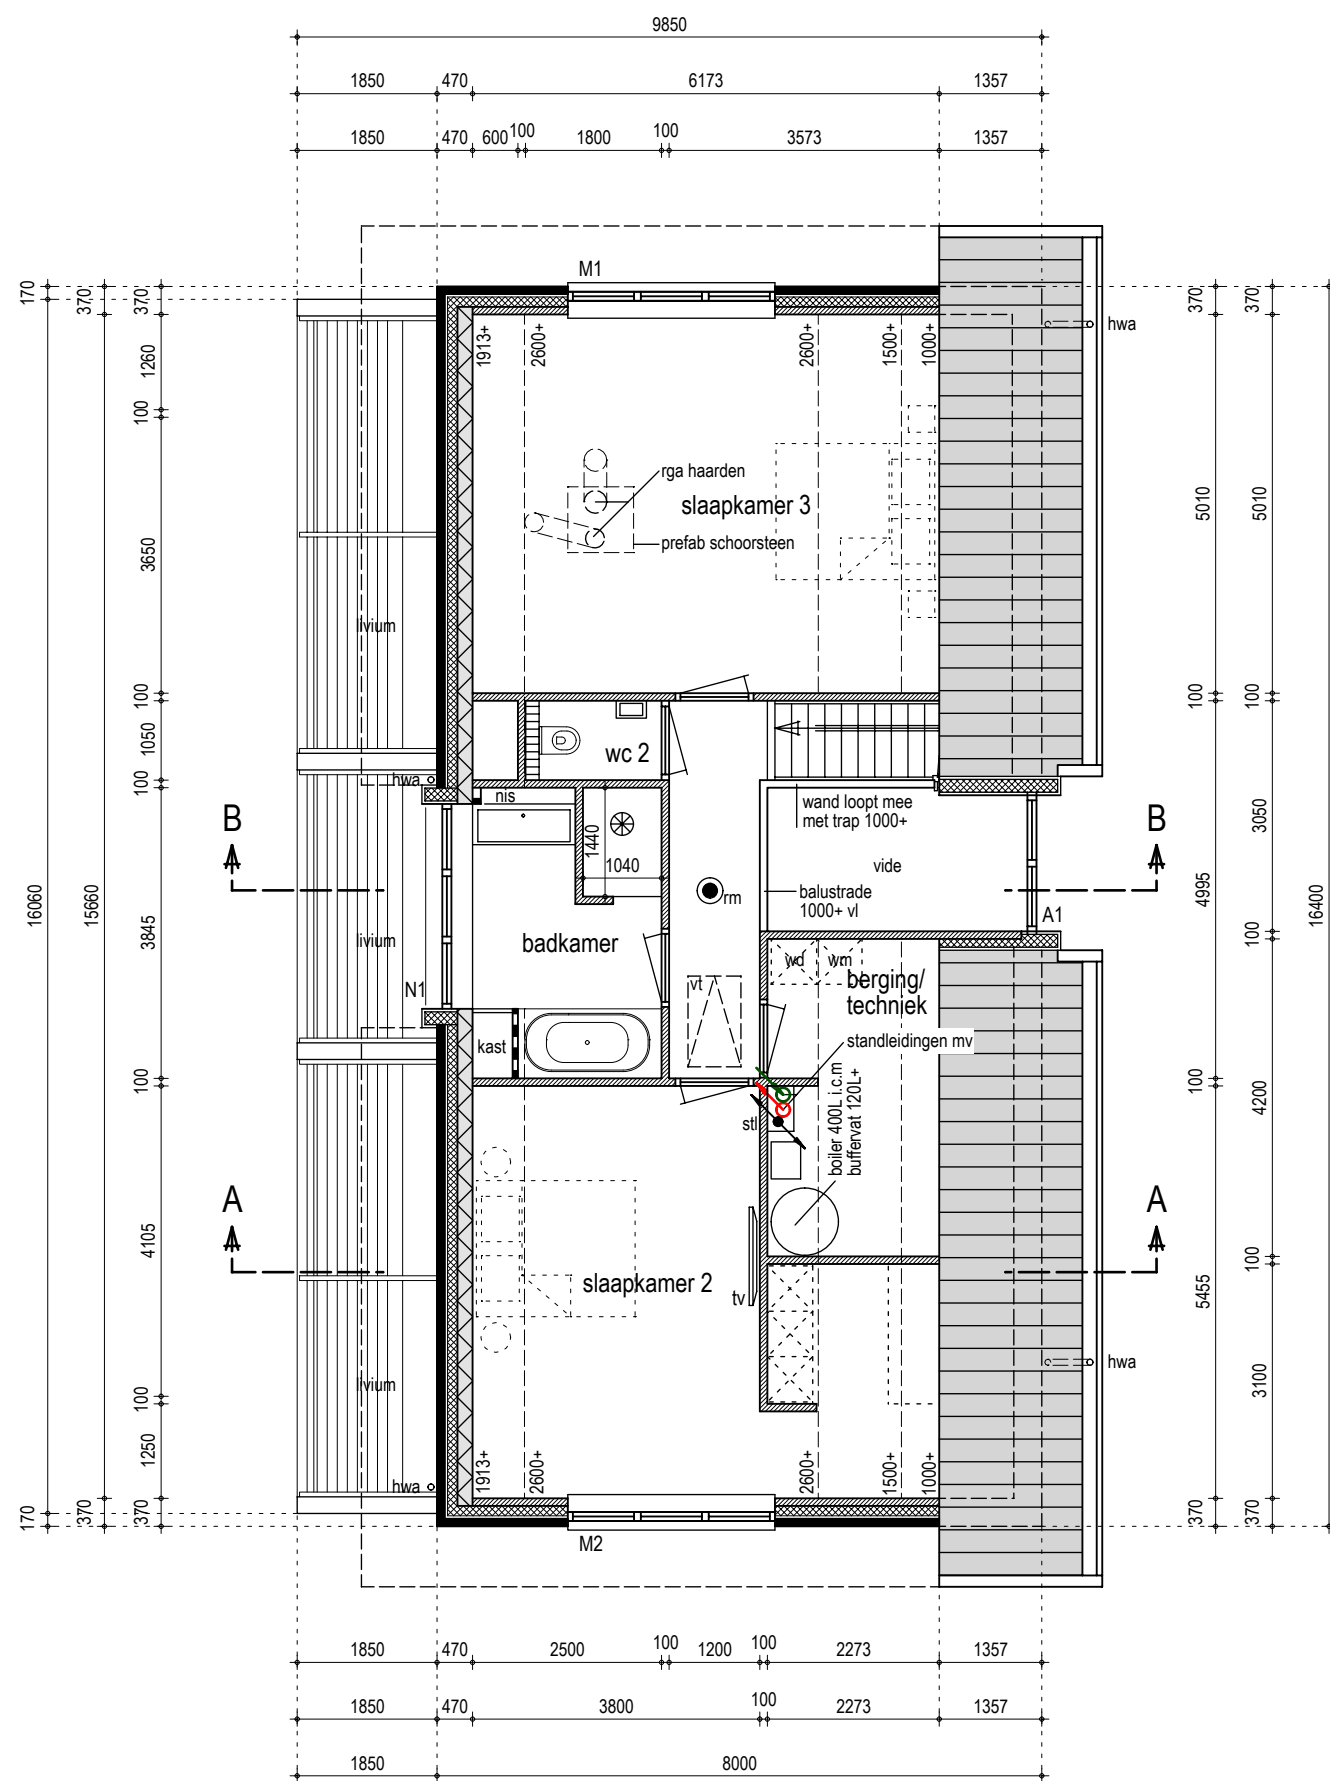 9850
1850 470 6173 1357
1850 470 600 100 1800 100 3573 1357
M1
170 370 370 1260 100 3650 100 1050 100 3845 100 4105 100 1250 370 370 170
16060 15660
1913+ 2600+ 2600+ 1500+ 1000+
hwa
370 370
5010 5010
rga haarden
slaapkamer 3
prefab schoorsteen
livium
100 100
wc 2
hwa
nis
wand loopt mee
met trap 1000+
B B
1440
1040
vide
3050
4995
16400
rm
balustrade
1000+ vl
A1
badkamer
livium
N1
vt
wd wm
berging/
techniek
100
kast
standleidingen mv
100
4200
stl
boiler 400L i.c.m
buffervat 120L+
A A
slaapkamer 2
tv
100
5455
hwa
livium
3100
1913+ 2600+ 2600+ 1500+ 1000+
hwa
370 370
M2
1850 470 2500 100 1200 100 2273 1357
1850 470 3800 100 2273 1357
1850 8000